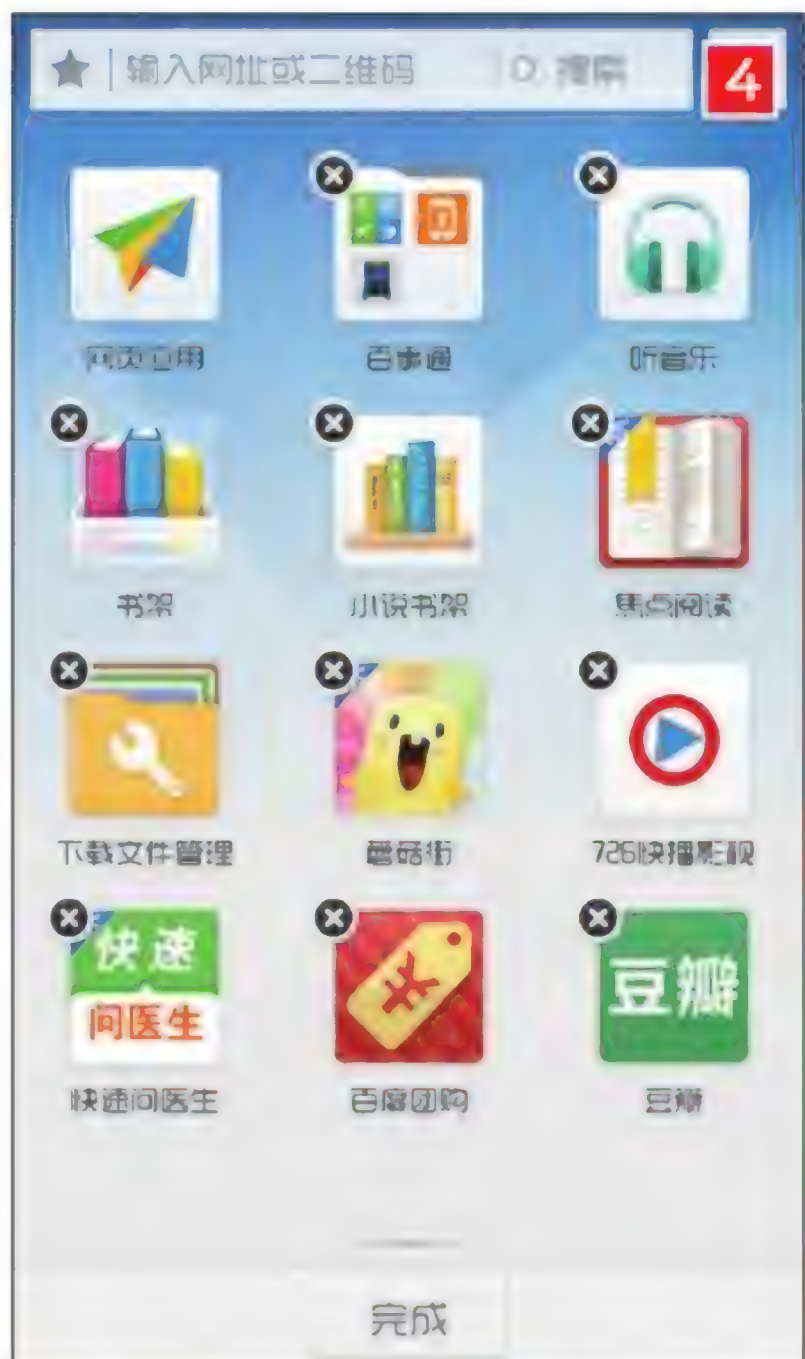 输入网址或二维码 搜索
4
网页应用 百事通 听音乐
书架 小说书架 焦点阅读
下载文件管理 蘑菇街 726快播影视
快速
问医生
豆瓣
快速问医生 百度团购 豆瓣
完成